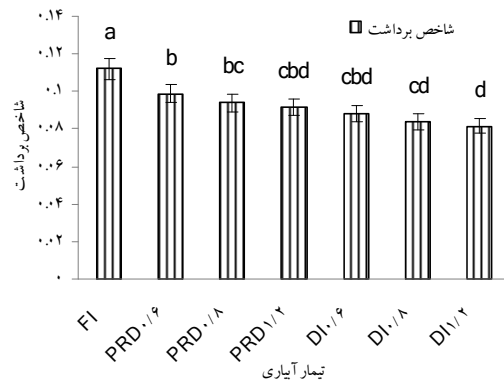 شاخص برداشت
۰.۱۴
۰.۱۲
۰.۱
۰.۰۸
۰.۰۶
۰.۰۴
۰.۰۲
۰
شاخص برداشت
a
b
bc
cbd
cbd
cd
d
FI
PRD۰/۶
PRD۰/۸
PRD۱/۲
DI۰/۶
DI۰/۸
DI۱/۲
تیمار آبیاری